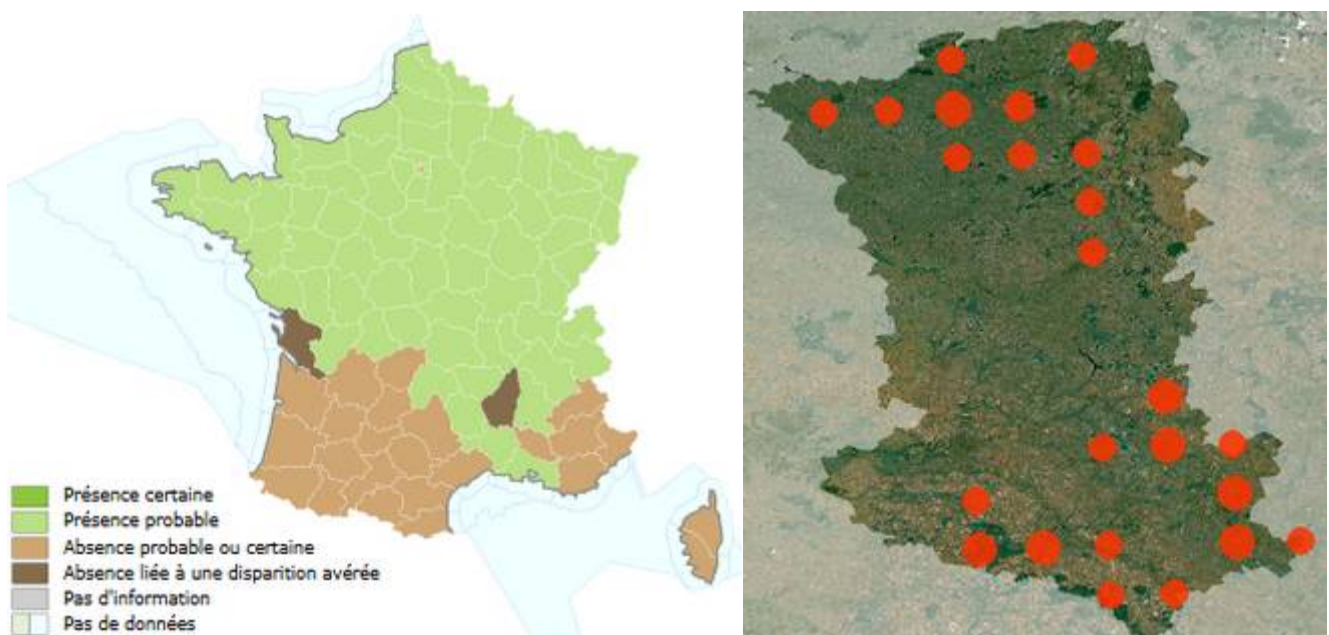 Présence certaine
Présence probable
Absence probable ou certaine
Absence liée à une disparition avérée
Pas d'information
Pas de données